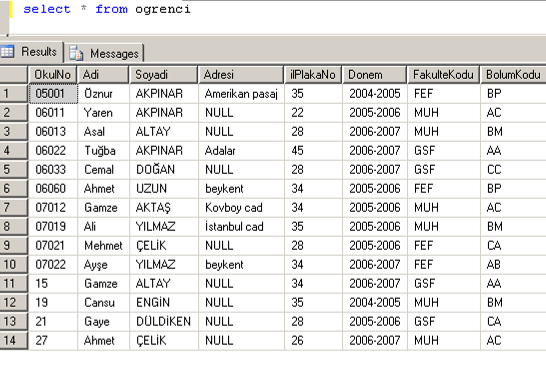 select * from ogrenci
Results Messages
OkulNo Adi Soyadi Adresi ilPlakaNo Donem FakulteKodu BolumKodu
1 05001 Öznur AKPINAR Amerikan pasaj 35 2004-2005 FEF BP
2 06011 Yaren AKPINAR NULL 22 2005-2006 MUH AC
3 06013 Asal ALTAY NULL 28 2006-2007 MUH BM
4 06022 Tuğba AKPINAR Adalar 45 2006-2007 GSF AA
5 06033 Cemal DOĞAN NULL 28 2006-2007 GSF CC
6 06060 Ahmet UZUN beykent 34 2005-2006 FEF BP
7 07012 Gamze AKTAŞ Kovboy cad 34 2005-2006 MUH AC
8 07019 Ali YILMAZ İstanbul cad 35 2005-2006 MUH BM
9 07021 Mehmet ÇELİK NULL 28 2005-2006 FEF CA
10 07022 Ayşe YILMAZ beykent 34 2006-2007 FEF AB
11 15 Gamze ALTAY NULL 34 2006-2007 GSF AA
12 19 Cansu ENGİN NULL 35 2004-2005 MUH BM
13 21 Gaye DÜLDİKEN NULL 28 2005-2006 GSF CA
14 27 Ahmet ÇELİK NULL 26 2006-2007 MUH AC